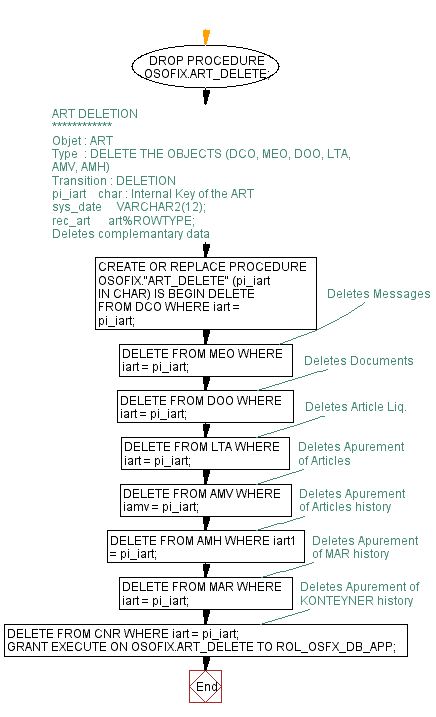 DROP PROCEDURE
OSOFIX.ART_DELETE;
ART DELETION
************
Objet : ART
Type : DELETE THE OBJECTS (DCO, MEO, DOO, LTA,
AMV, AMH)
Transition : DELETION
pi_iart char : Internal Key of the ART
sys_date VARCHAR2(12);
rec_art art%ROWTYPE;
Deletes complemantary data
CREATE OR REPLACE PROCEDURE
OSOFIX."ART_DELETE" (pi_iart
IN CHAR) IS BEGIN DELETE
FROM DCO WHERE iart =
pi_iart;
Deletes Messages
DELETE FROM MEO WHERE
iart = pi_iart;
Deletes Documents
DELETE FROM DOO WHERE
iart = pi_iart;
Deletes Article Liq.
DELETE FROM LTA WHERE
iart = pi_iart;
Deletes Apurement
of Articles
DELETE FROM AMV WHERE
iamv = pi_iart;
Deletes Apurement
of Articles history
DELETE FROM AMH WHERE iart1
= pi_iart;
Deletes Apurement
of MAR history
DELETE FROM MAR WHERE
iart = pi_iart;
Deletes Apurement of
KONTEYNER history
DELETE FROM CNR WHERE iart = pi_iart;
GRANT EXECUTE ON OSOFIX.ART_DELETE TO ROL_OSFX_DB_APP;
End